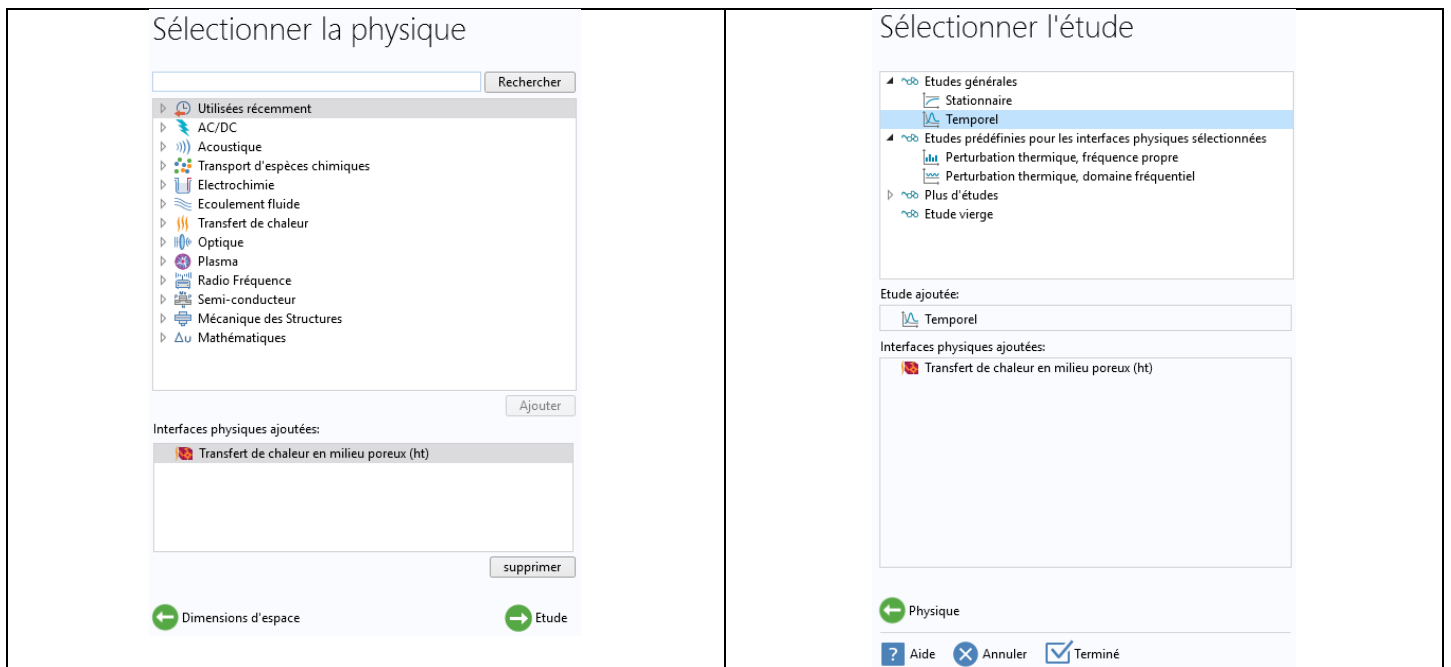 Sélectionner la physique
Rechercher
Utilisées récemment
AC/DC
Acoustique
Transport d'espèces chimiques
Electrochimie
Ecoulement fluide
Transfert de chaleur
Optique
Plasma
Radio Fréquence
Semi-conducteur
Mécanique des Structures
Δu Mathématiques
Ajouter
Interfaces physiques ajoutées:
Transfert de chaleur en milieu poreux (ht)
supprimer
Dimensions d'espace
Etude
Sélectionner l'étude
Etudes générales
Stationnaire
Temporel
Etudes prédéfinies pour les interfaces physiques sélectionnées
Perturbation thermique, fréquence propre
Perturbation thermique, domaine fréquentiel
Plus d'études
Etude vierge
Etude ajoutée:
Temporel
Interfaces physiques ajoutées:
Transfert de chaleur en milieu poreux (ht)
Physique
? Aide
Annuler
Terminé